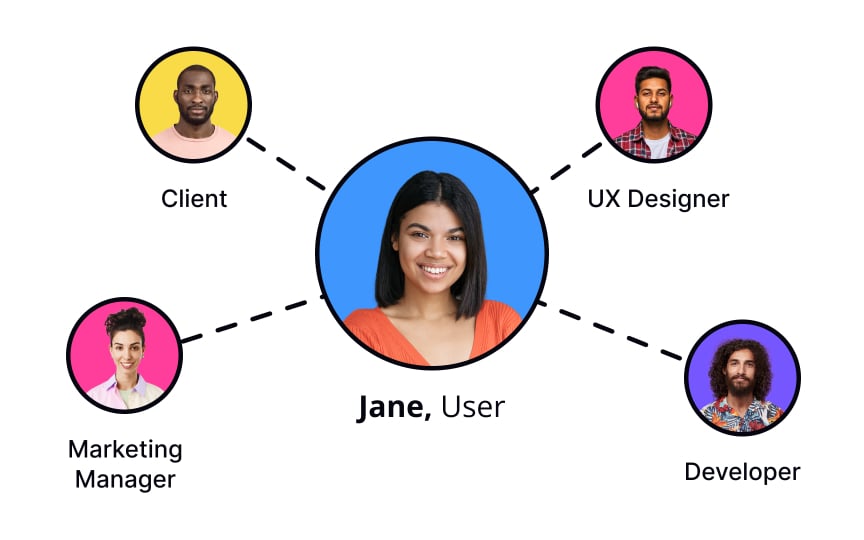 Client
UX Designer
Jane, User
Marketing
Manager
Developer